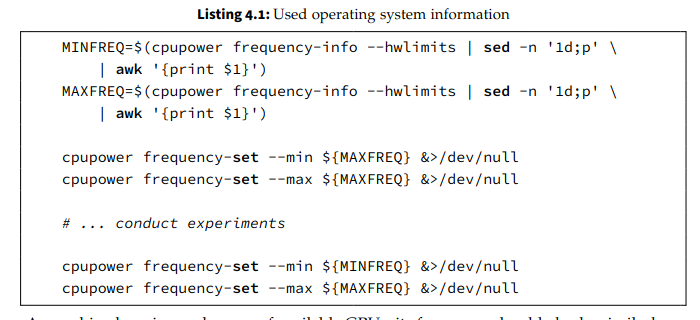 Listing 4.1: Used operating system information
MINFREQ=$(cpupower frequency-info --hwlimits | sed -n '1d;p' \
| awk '{print $1}')
MAXFREQ=$(cpupower frequency-info --hwlimits | sed -n '1d;p' \
| awk '{print $1}')
cpupower frequency-set --min ${MAXFREQ} &>/dev/null
cpupower frequency-set --max ${MAXFREQ} &>/dev/null
# ... conduct experiments
cpupower frequency-set --min ${MINFREQ} &>/dev/null
cpupower frequency-set --max ${MAXFREQ} &>/dev/null